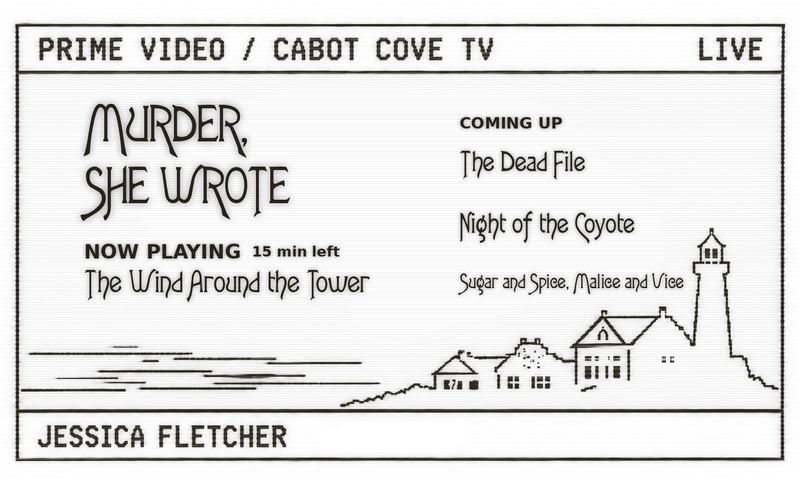 PRIME VIDEO / CABOT COVE TV
LIVE
MURDER,
SHE WROTE
NOW PLAYING 15 min left
The Wind Around the Tower
COMING UP
The Dead File
Night of the Coyote
Sugar and Spice, Malice and Vice
JESSICA FLETCHER